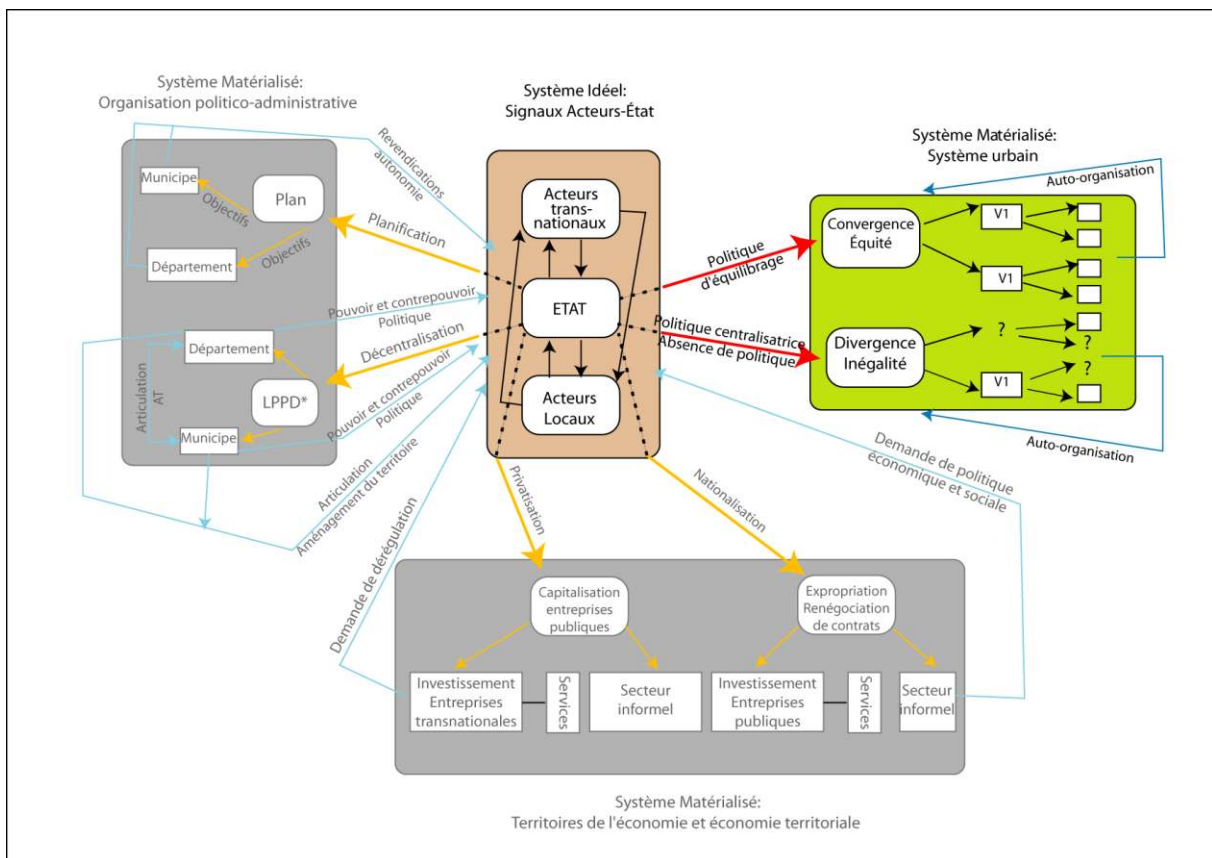 Système Matérialisé:
Organisation politico-administrative
Système Idéel:
Signaux Acteurs-État
Système Matérialisé:
Système urbain
Municipe
Objectifs
Plan
Département
Objectifs
Revendications
autonomie
Planification
Pouvoir et contrepouvoir
Politique
Décentralisation
Département
Articulation
AT
LPPD*
Municipe
Pouvoir et contrepouvoir
Politique
Articulation
Aménagement du territoire
Demande de dérégulation
Acteurs
trans-
nationaux
ETAT
Acteurs
Locaux
Politique
d'équilibrage
Politique centralisatrice
Absence de politique
Auto-organisation
Convergence
Équité
V1
V1
Divergence
Inégalité
?
?
?
V1
Auto-organisation
Demande de politique
économique et sociale
Privatisation
Nationalisation
Capitalisation
entreprises
publiques
Expropriation
Renégociation
de contrats
Investissement
Entreprises
transnationales
Services
Secteur
informel
Investissement
Entreprises
publiques
Services
Secteur
informel
Système Matérialisé:
Territoires de l'économie et économie territoriale